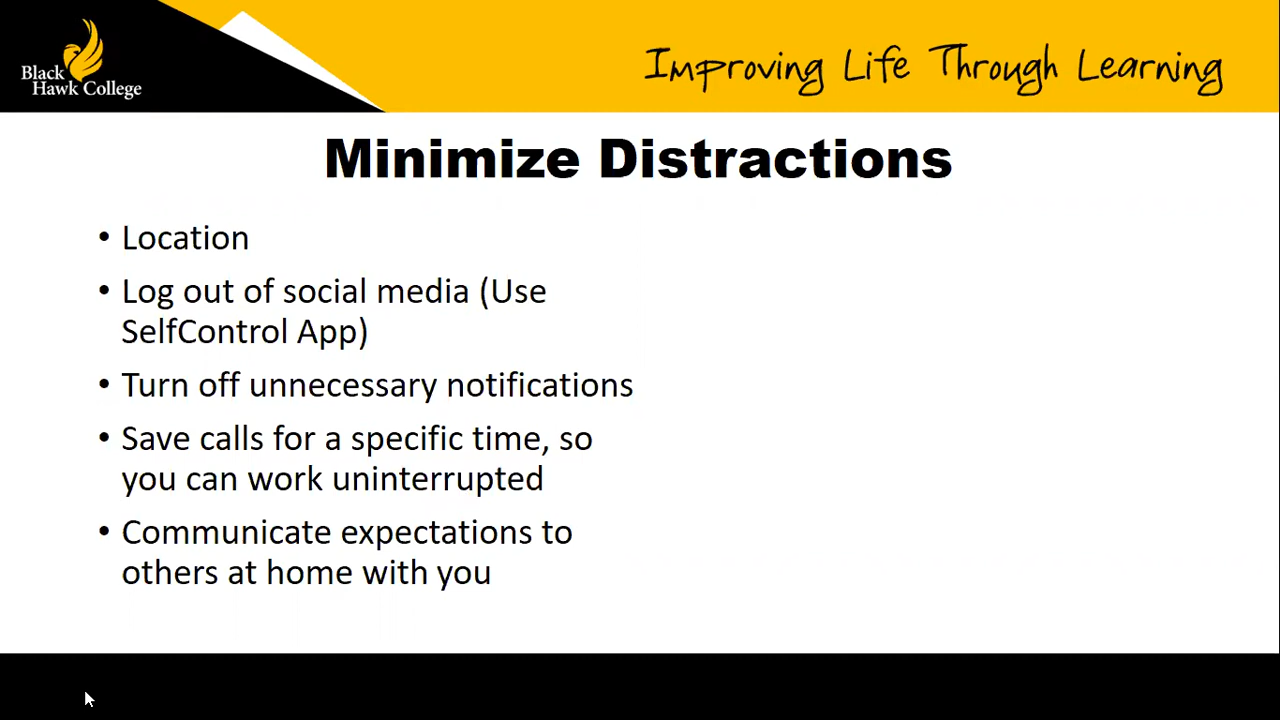 Black
Hawk College
Improving Life Through Learning
Minimize Distractions
• Location
• Log out of social media (Use
SelfControl App)
• Turn off unnecessary notifications
• Save calls for a specific time, so
you can work uninterrupted
• Communicate expectations to
others at home with you